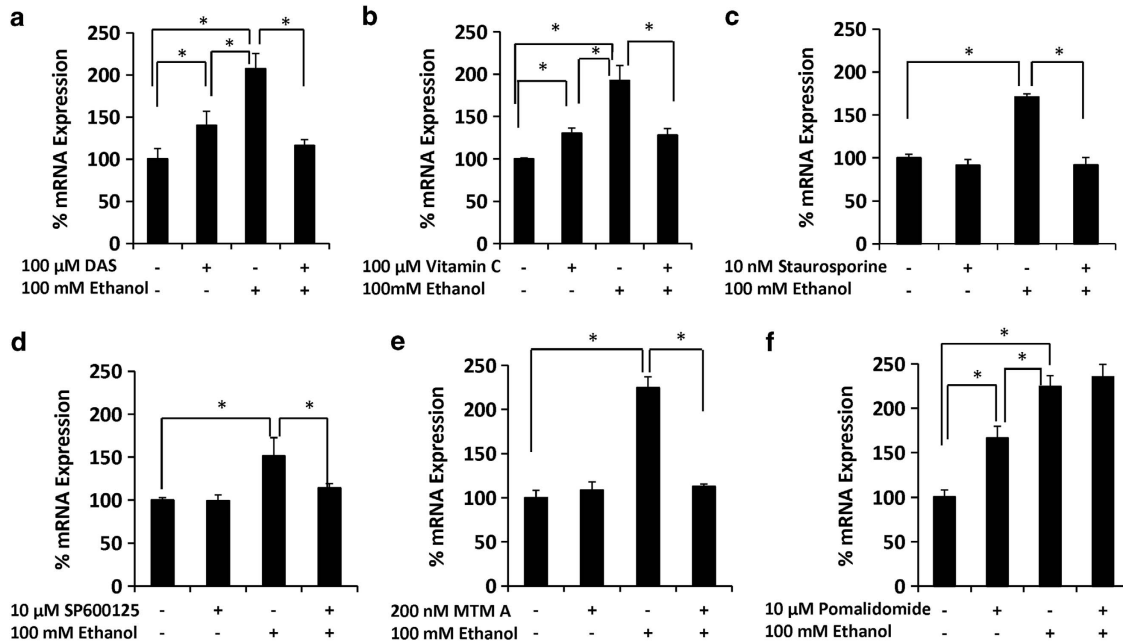 a
* * * *
% mRNA Expression
250
200
150
100
50
0
100 µM DAS - + - +
100 mM Ethanol - - + +
b
* * * *
% mRNA Expression
250
200
150
100
50
0
100 µM Vitamin C - + - +
100mM Ethanol - - + +
c
* *
% mRNA Expression
250
200
150
100
50
0
10 nM Staurosporine - + - +
100 mM Ethanol - - + +
d
* *
% mRNA Expression
250
200
150
100
50
0
10 µM SP600125 - + - +
100 mM Ethanol - - + +
e
* *
% mRNA Expression
250
200
150
100
50
0
200 nM MTM A - + - +
100 mM Ethanol - - + +
f
* * *
% mRNA Expression
250
200
150
100
50
0
10 µM Pomalidomide - + - +
100 mM Ethanol - - + +